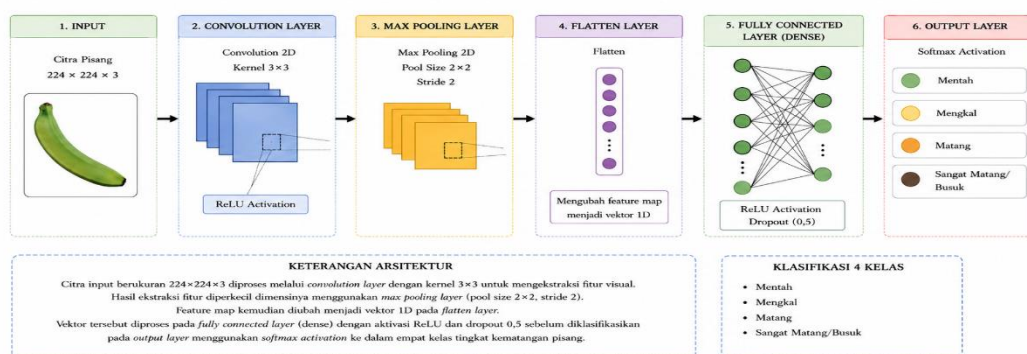 1. INPUT
Citra Pisang
224 × 224 × 3
2. CONVOLUTION LAYER
Convolution 2D
Kernel 3×3
ReLU Activation
3. MAX POOLING LAYER
Max Pooling 2D
Pool Size 2×2
Stride 2
4. FLATTEN LAYER
Flatten
Mengubah feature map
menjadi vektor 1D
5. FULLY CONNECTED
LAYER (DENSE)
ReLU Activation
Dropout (0,5)
6. OUTPUT LAYER
Softmax Activation
Mentah
Mengkal
Matang
Sangat Matang/
Busuk
KETERANGAN ARSITEKTUR
Citra input berukuran 224×224×3 diproses melalui convolution layer dengan kernel 3×3 untuk mengekstraksi fitur visual.
Hasil ekstraksi fitur diperkecil dimensinya menggunakan max pooling layer (pool size 2×2, stride 2).
Feature map kemudian diubah menjadi vektor 1D pada flatten layer.
Vektor tersebut diproses pada fully connected layer (dense) dengan aktivasi ReLU dan dropout 0,5 sebelum diklasifikasikan
pada output layer menggunakan softmax activation ke dalam empat kelas tingkat kematangan pisang.
KLASIFIKASI 4 KELAS
• Mentah
• Mengkal
• Matang
• Sangat Matang/Busuk